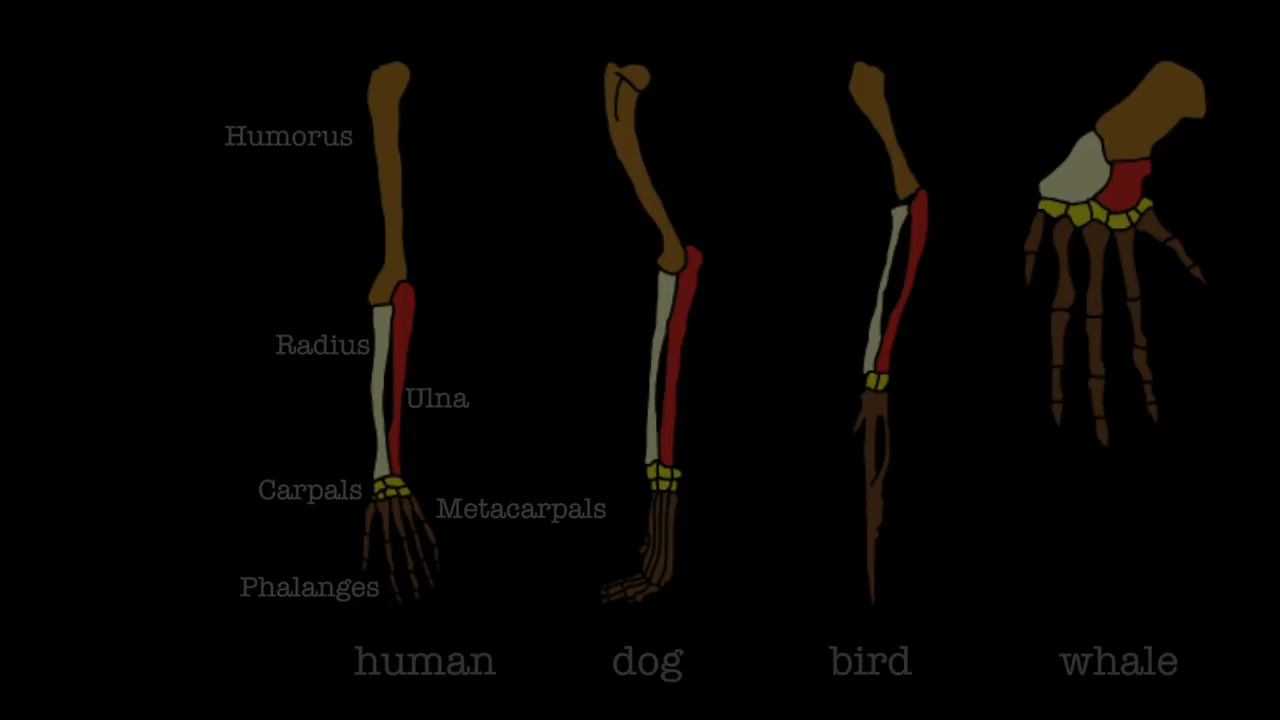 Humorus
Radius
Ulna
Carpals
Metacarpals
Phalanges
human dog bird whale